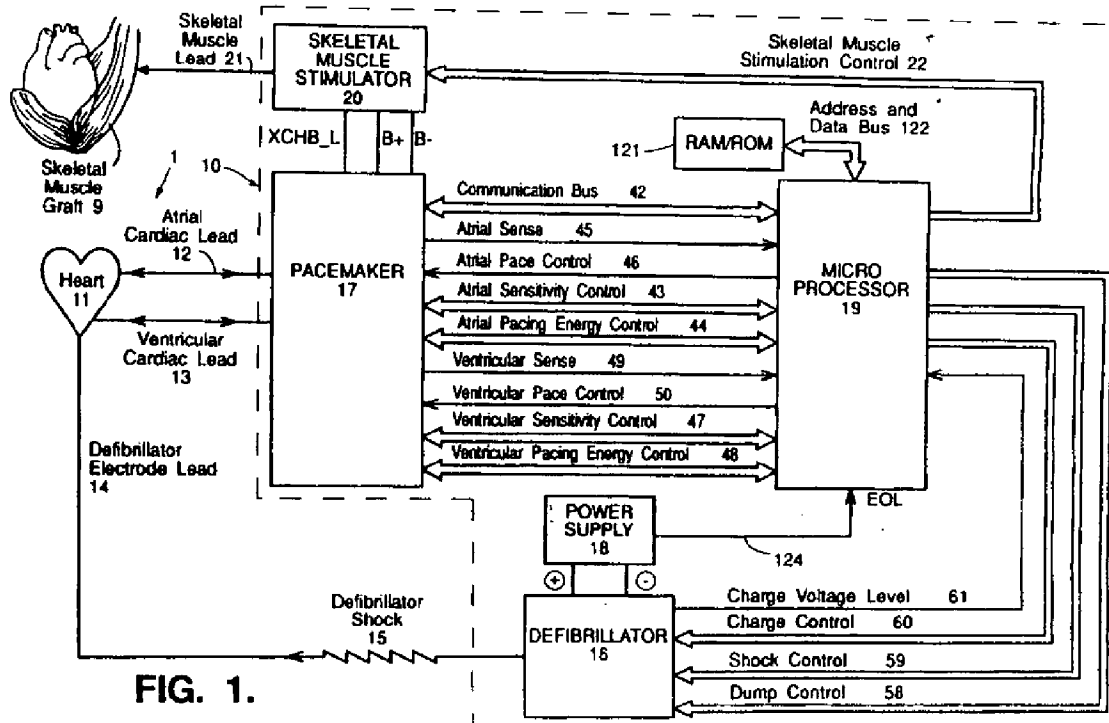 Skeletal
Muscle
Lead 21
SKELETAL
MUSCLE
STIMULATOR
20
Skeletal Muscle
Stimulation Control 22
Address and
Data Bus 122
121
RAM/ROM
XCHB_L
B+
B-
Skeletal
Muscle
Graft 9
1
10
Atrial
Cardiac Lead
12
Heart
11
Ventricular
Cardiac Lead
13
PACEMAKER
17
Communication Bus 42
Atrial Sense 45
Atrial Pace Control 46
Atrial Sensitivity Control 43
Atrial Pacing Energy Control 44
Ventricular Sense 49
Ventricular Pace Control 50
Ventricular Sensitivity Control 47
Ventricular Pacing Energy Control 48
MICRO
PROCESSOR
19
EOL
Defibrillator
Electrode Lead
14
POWER
SUPPLY
18
124
+
-
Defibrillator
Shock
15
DEFIBRILLATOR
16
Charge Voltage Level 61
Charge Control 60
Shock Control 59
Dump Control 58
FIG. 1.